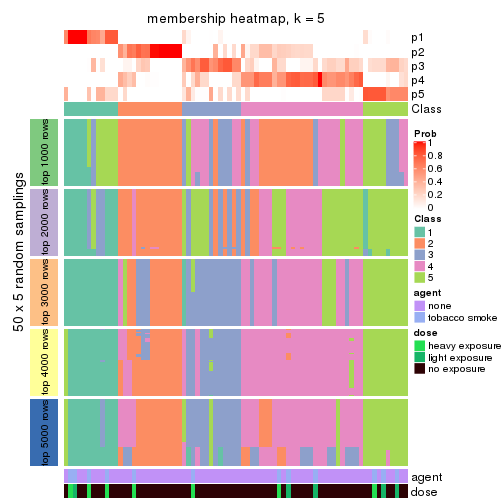 membership heatmap, k = 5
p1
p2
p3
p4
p5
Class
50 x 5 random samplings
top 1000 rows
top 2000 rows
top 3000 rows
top 4000 rows
top 5000 rows
agent
dose
Prob
1
0.8
0.6
0.4
0.2
0
Class
1
2
3
4
5
agent
none
tobacco smoke
dose
heavy exposure
light exposure
no exposure